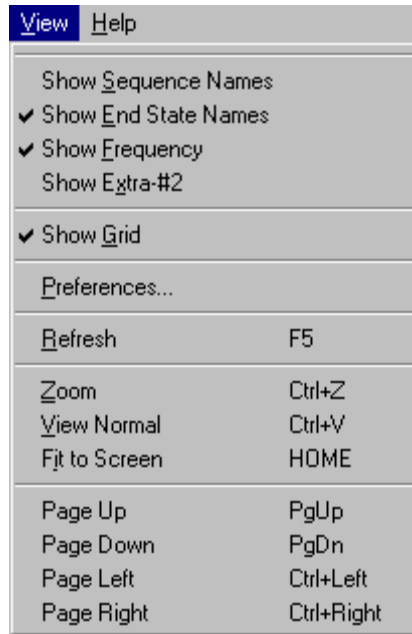 View Help
Show Sequence Names
✔ Show End State Names
✔ Show Frequency
Show Extra-#2
✔ Show Grid
Preferences...
Refresh F5
Zoom Ctrl+Z
View Normal Ctrl+V
Fit to Screen HOME
Page Up PgUp
Page Down PgDn
Page Left Ctrl+Left
Page Right Ctrl+Right